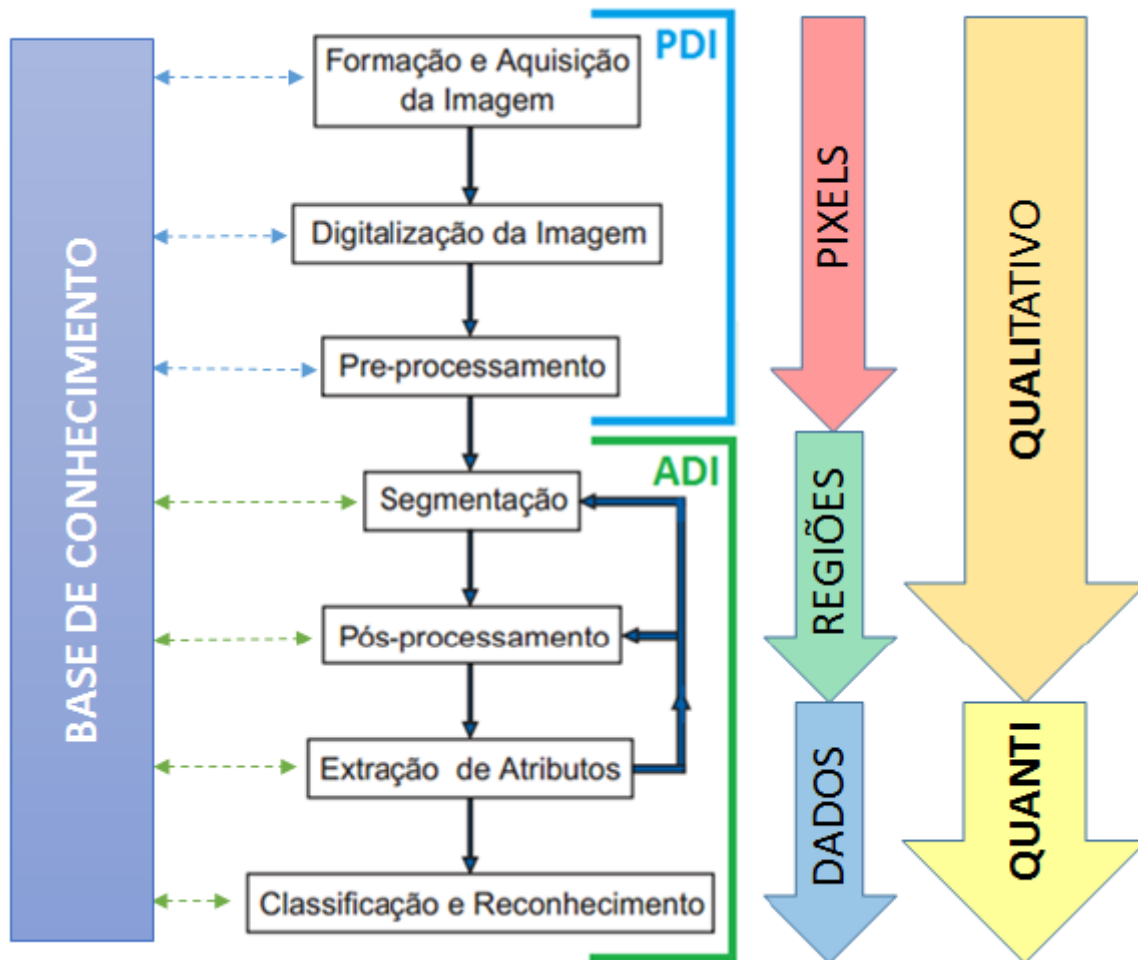 BASE DE CONHECIMENTO
PDI
Formação e Aquisição
da Imagem
Digitalização da Imagem
Pre-processamento
ADI
Segmentação
Pós-processamento
Extração de Atributos
Classificação e Reconhecimento
PIXELS
REGIÕES
DADOS
QUALITATIVO
QUANTI